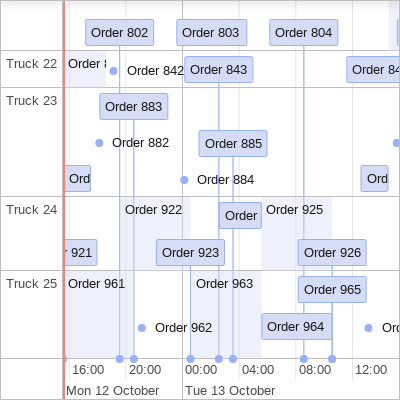 Order 802 Order 803 Order 804
Truck 22 Order Order 842 Order 843 Order
Truck 23 Order 883
Order 882 Order 885
Order 884
Truck 24 Order 922 Order Order 925
921 Order 923 Order 926
Truck 25 Order 961 Order 963 Order 965
Order 962 Order 964
16:00 20:00 00:00 04:00 08:00 12:00
Mon 12 October Tue 13 October